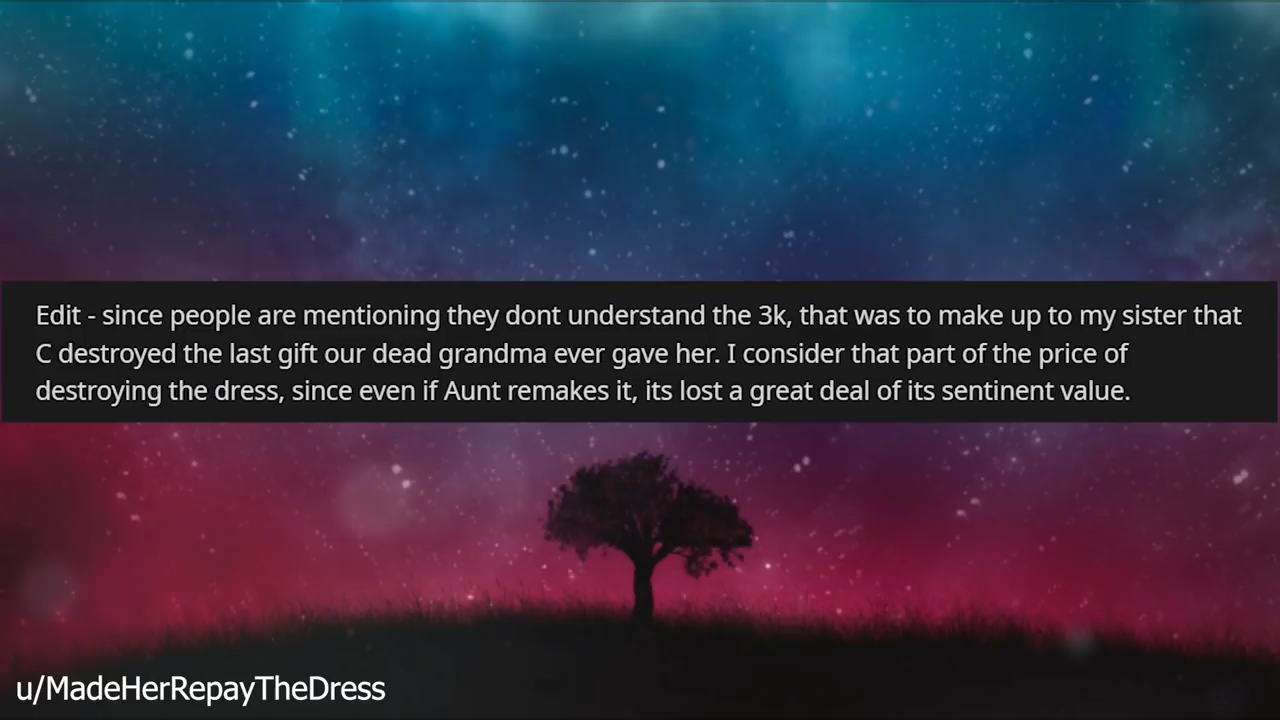 Edit - since people are mentioning they dont understand the 3k, that was to make up to my sister that
C destroyed the last gift our dead grandma ever gave her. I consider that part of the price of
destroying the dress, since even if Aunt remakes it, its lost a great deal of its sentinent value.
u/MadeHerRepayTheDress